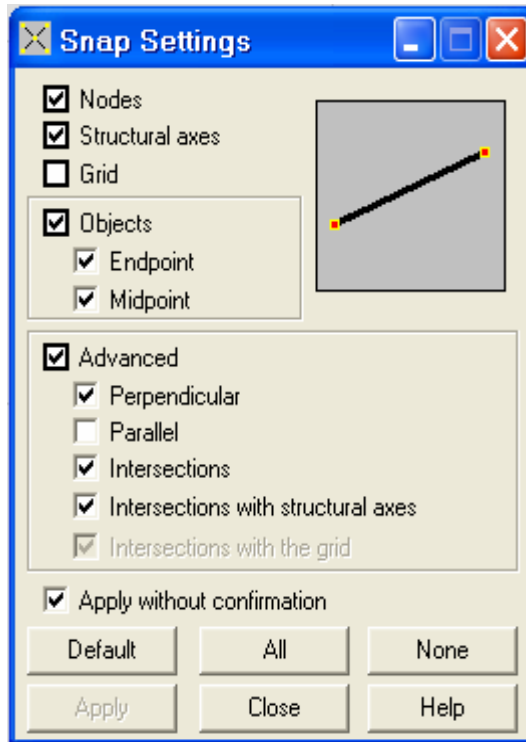 Snap Settings
Nodes
Structural axes
Grid
Objects
Endpoint
Midpoint
Advanced
Perpendicular
Parallel
Intersections
Intersections with structural axes
Intersections with the grid
Apply without confirmation
Default All None
Apply Close Help